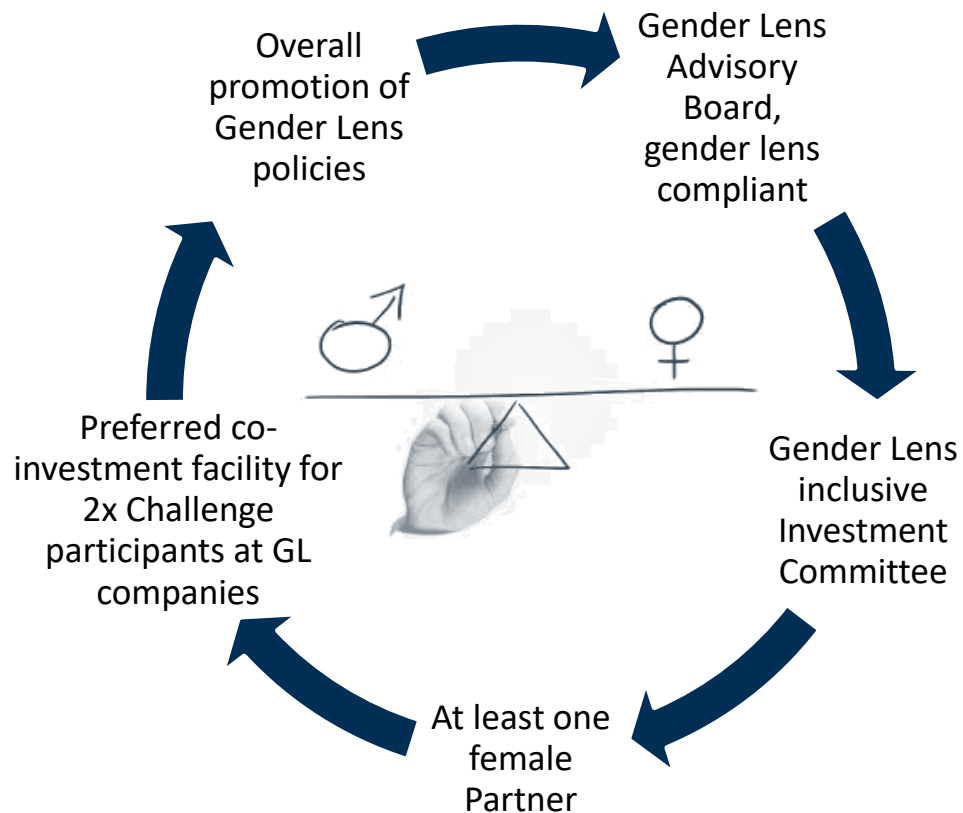 Overall
promotion of
Gender Lens
policies
Gender Lens
Advisory
Board,
gender lens
compliant
Gender Lens
inclusive
Investment
Committee
At least one
female
Partner
Preferred co-
investment facility for
2x Challenge
participants at GL
companies